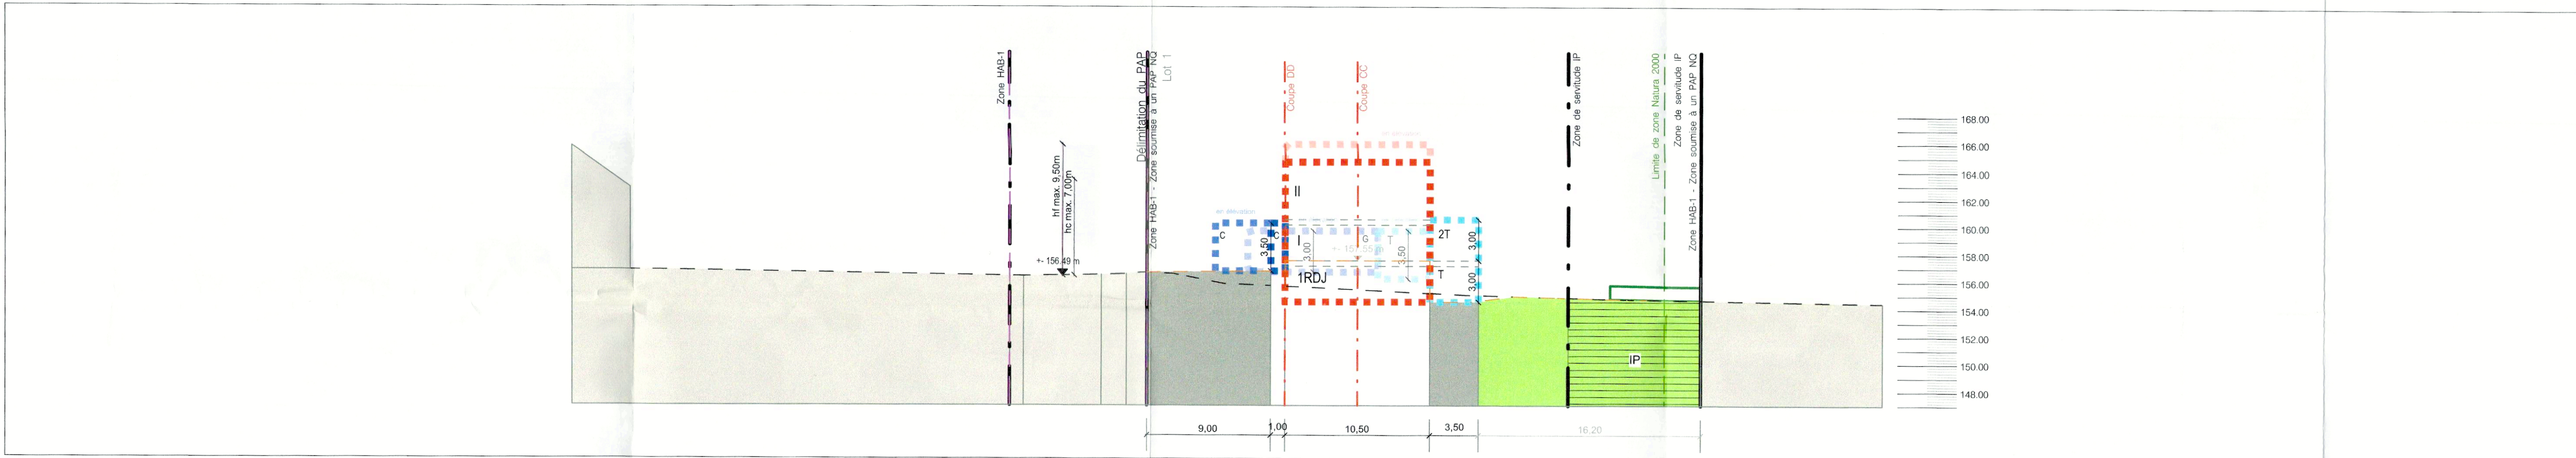 Zone HAB-1
hf max. 9,50m
hc max. 7,00m
+- 156.49 m
Délimitation du PAP
Zone HAB-1 - Zone soumise à un PAP NQ
Lot 1
Coupe DD
Coupe CC
Zone de servitude IP
Limite de zone Natura 2000
Zone de servitude IP
Zone HAB-1 - Zone soumise à un PAP NQ
en élévation
C
C
3,50
II
I
3,00
G
T
3,50
1RDJ
2T
3,00
T
3,00
IP
168.00
166.00
164.00
162.00
160.00
158.00
156.00
154.00
152.00
150.00
148.00
9,00
1,00
10,50
3,50
16,20